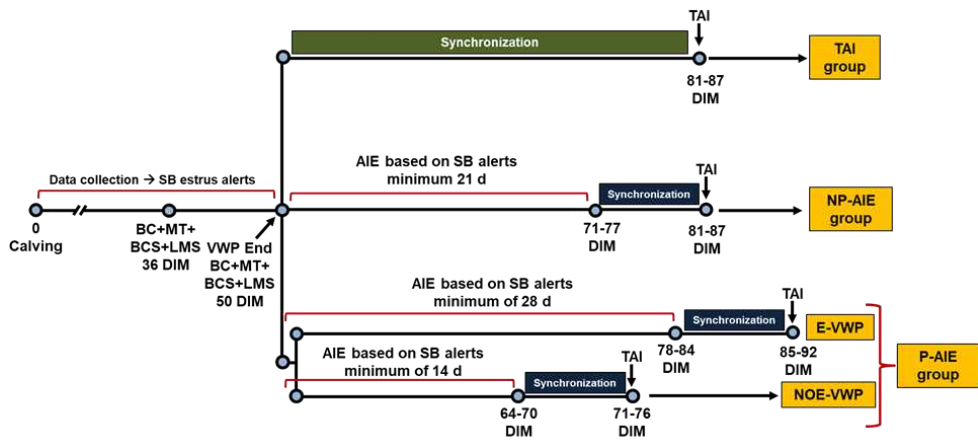 TAI
Synchronization
TAI
group
81-87
DIM
AIE based on SB alerts
minimum 21 d
TAI
Data collection → SB estrus alerts
Synchronization
NP-AIE
group
0
Calving
BC+MT+
BCS+LMS
36 DIM
VWP End
BC+MT+
BCS+LMS
50 DIM
71-77
DIM
81-87
DIM
AIE based on SB alerts
minimum of 28 d
TAI
Synchronization
E-VWP
78-84
DIM
85-92
DIM
P-AIE
group
AIE based on SB alerts
minimum of 14 d
TAI
Synchronization
NOE-VWP
64-70
DIM
71-76
DIM